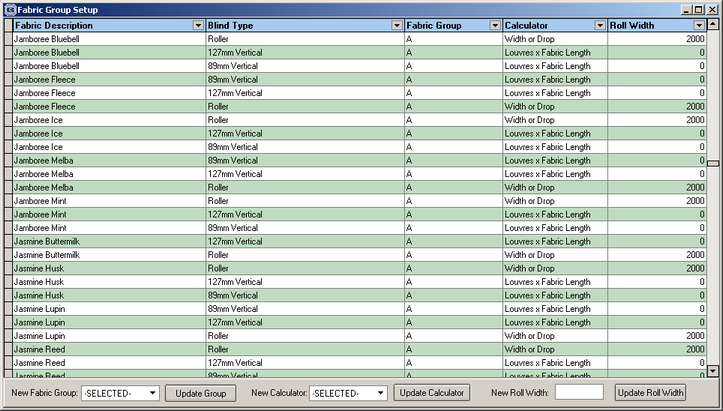 Fabric Group Setup
Fabric Description Blind Type Fabric Group Calculator Roll Width
Jamboree Bluebell Roller A Width or Drop 2000
Jamboree Bluebell 127mm Vertical A Louvres x Fabric Length 0
Jamboree Bluebell 89mm Vertical A Louvres x Fabric Length 0
Jamboree Fleece 89mm Vertical A Louvres x Fabric Length 0
Jamboree Fleece 127mm Vertical A Louvres x Fabric Length 0
Jamboree Fleece Roller A Width or Drop 2000
Jamboree Ice Roller A Width or Drop 2000
Jamboree Ice 127mm Vertical A Louvres x Fabric Length 0
Jamboree Ice 89mm Vertical A Louvres x Fabric Length 0
Jamboree Melba 89mm Vertical A Louvres x Fabric Length 0
Jamboree Melba 127mm Vertical A Louvres x Fabric Length 0
Jamboree Melba Roller A Width or Drop 2000
Jamboree Mint Roller A Width or Drop 2000
Jamboree Mint 127mm Vertical A Louvres x Fabric Length 0
Jamboree Mint 89mm Vertical A Louvres x Fabric Length 0
Jasmine Buttermilk 127mm Vertical A Louvres x Fabric Length 0
Jasmine Buttermilk Roller A Width or Drop 2000
Jasmine Husk Roller A Width or Drop 2000
Jasmine Husk 127mm Vertical A Louvres x Fabric Length 0
Jasmine Husk 89mm Vertical A Louvres x Fabric Length 0
Jasmine Lupin 89mm Vertical A Louvres x Fabric Length 0
Jasmine Lupin 127mm Vertical A Louvres x Fabric Length 0
Jasmine Lupin Roller A Width or Drop 2000
Jasmine Reed Roller A Width or Drop 2000
Jasmine Reed 127mm Vertical A Louvres x Fabric Length 0
Jasmine Reed 89mm Vertical A Louvres x Fabric Length 0
New Fabric Group: -SELECTED- Update Group New Calculator: -SELECTED- Update Calculator New Roll Width: Update Roll Width